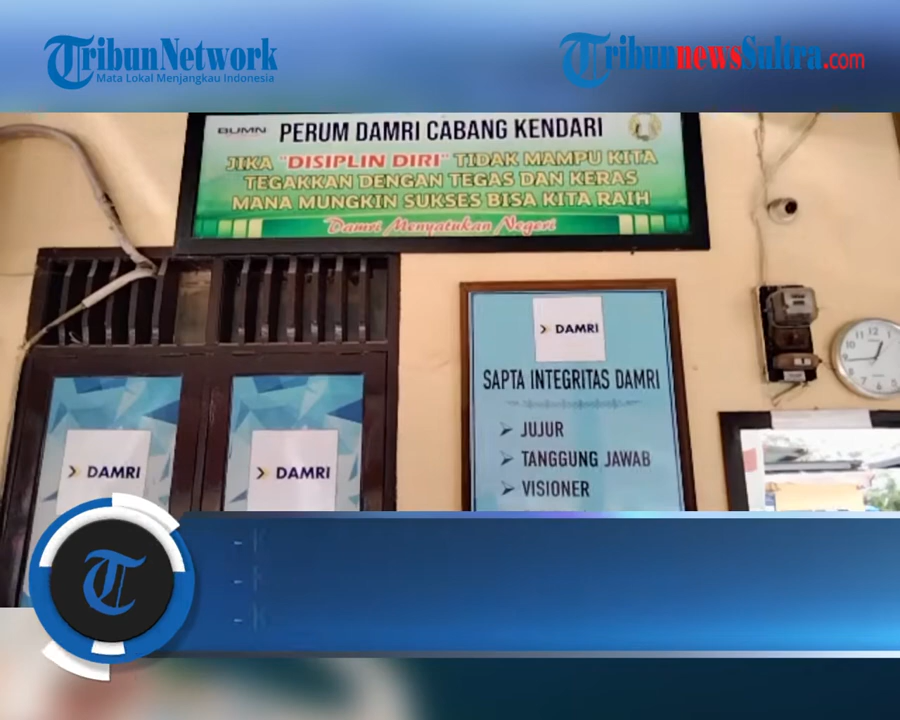 TribunNetwork
Mata Lokal Menjangkau Indonesia
TribunnewsSultra.com
BUMN
PERUM DAMRI CABANG KENDARI
JIKA "DISIPLIN DIRI" TIDAK MAMPU KITA
TEGAKKAN DENGAN TEGAS DAN KERAS
MANA MUNGKIN SUKSES BISA KITA RAIH
Damri Menyatukan Negeri
DAMRI
SAPTA INTEGRITAS DAMRI
JUJUR
TANGGUNG JAWAB
VISIONER
DAMRI
DAMRI
12
T